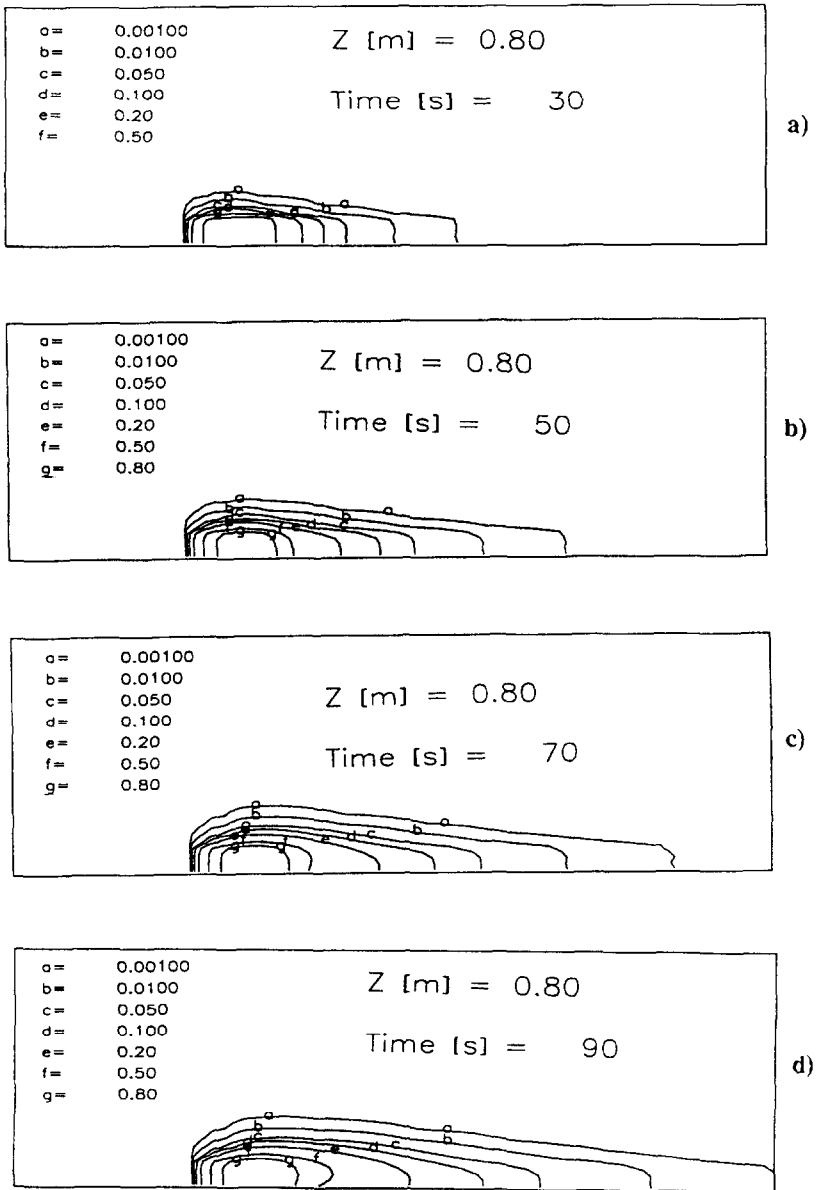 a= 0.00100
b= 0.0100
c= 0.050
d= 0.100
e= 0.20
f= 0.50
Z [m] = 0.80
Time [s] = 30
a)
a= 0.00100
b= 0.0100
c= 0.050
d= 0.100
e= 0.20
f= 0.50
g= 0.80
Z [m] = 0.80
Time [s] = 50
b)
a= 0.00100
b= 0.0100
c= 0.050
d= 0.100
e= 0.20
f= 0.50
g= 0.80
Z [m] = 0.80
Time [s] = 70
c)
a= 0.00100
b= 0.0100
c= 0.050
d= 0.100
e= 0.20
f= 0.50
g= 0.80
Z [m] = 0.80
Time [s] = 90
d)